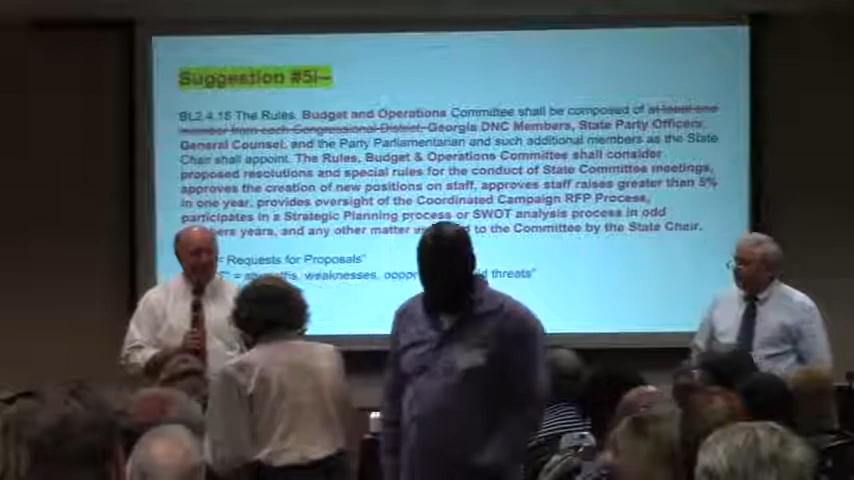 Suggestion #5i--
BL2.4.18 The Rules, Budget and Operations Committee shall be composed of at least one
member from each Congressional District, Georgia DNC Members, State Party Officers,
General Counsel, and the Party Parliamentarian and such additional members as the State
Chair shall appoint. The Rules, Budget & Operations Committee shall consider
proposed resolutions and special rules for the conduct of State Committee meetings,
approves the creation of new positions on staff, approves staff raises greater than 5%
in one year, provides oversight of the Coordinated Campaign RFP Process,
participates in a Strategic Planning process or SWOT analysis process in odd
years, and any other matter to the Committee by the State Chair.
= Requests for Proposals"
= weaknesses, threats"